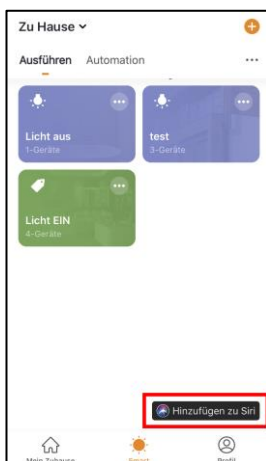 Zu Hause
Ausführen Automation
Licht aus
1-Geräte
test
3-Geräte
Licht EIN
4-Geräte
Hinzufügen zu Siri
Mein Zuhause
Profil